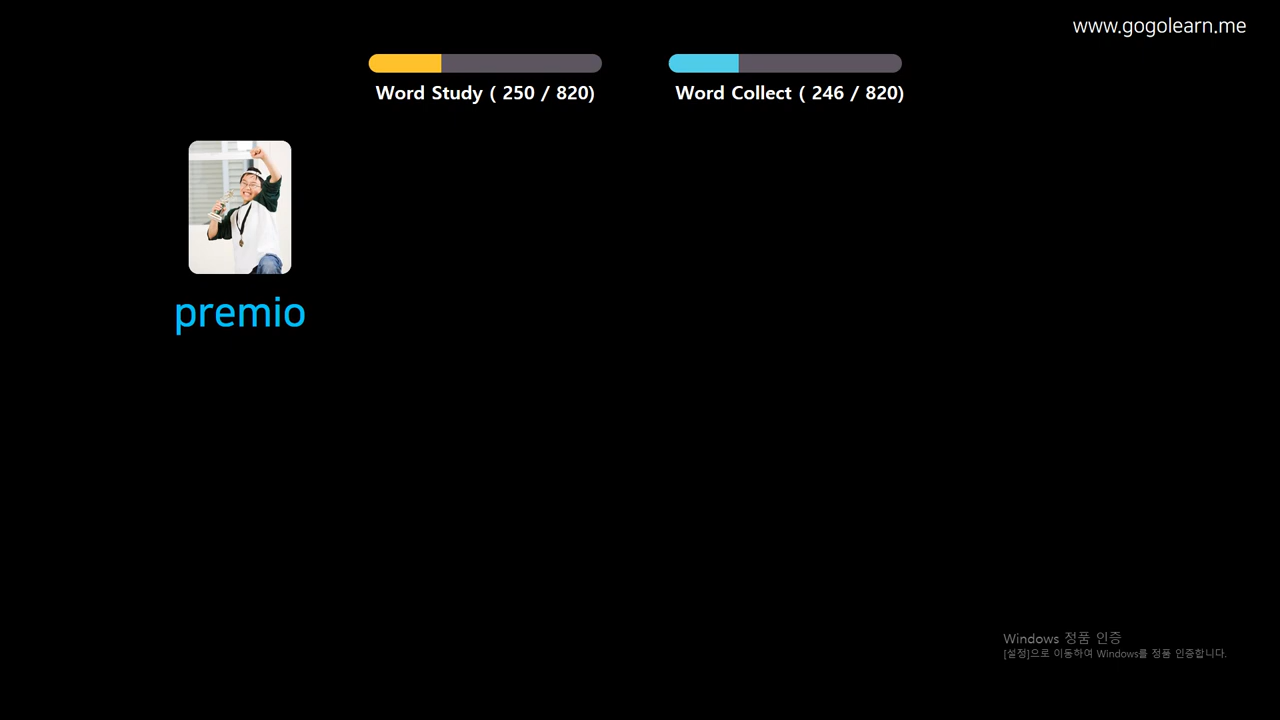 www.gogolearn.me
Word Study ( 250 / 820)
Word Collect ( 246 / 820)
premio
Windows 정품 인증
[설정]으로 이동하여 Windows를 정품 인증합니다.